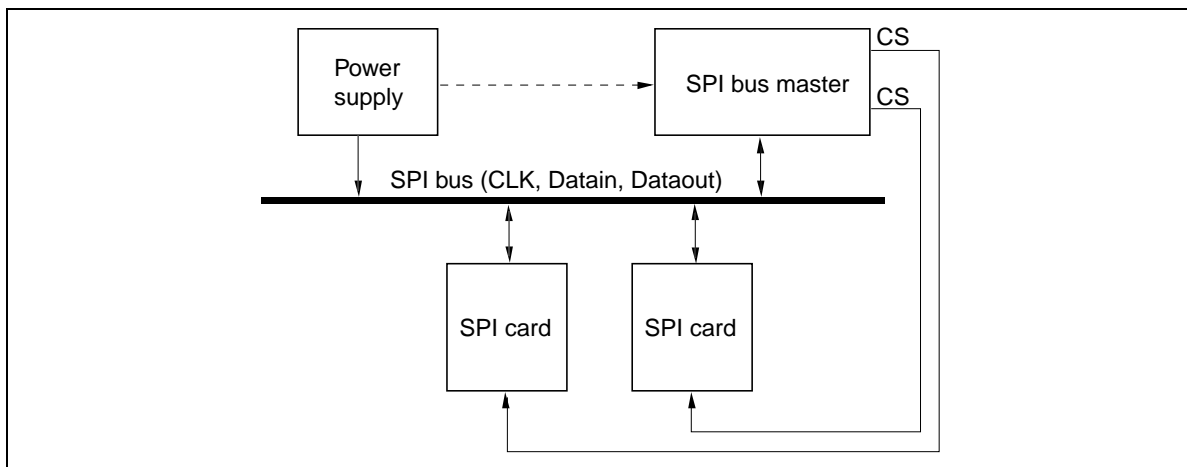 CS
Power
supply
SPI bus master
CS
SPI bus (CLK, Datain, Dataout)
SPI card
SPI card